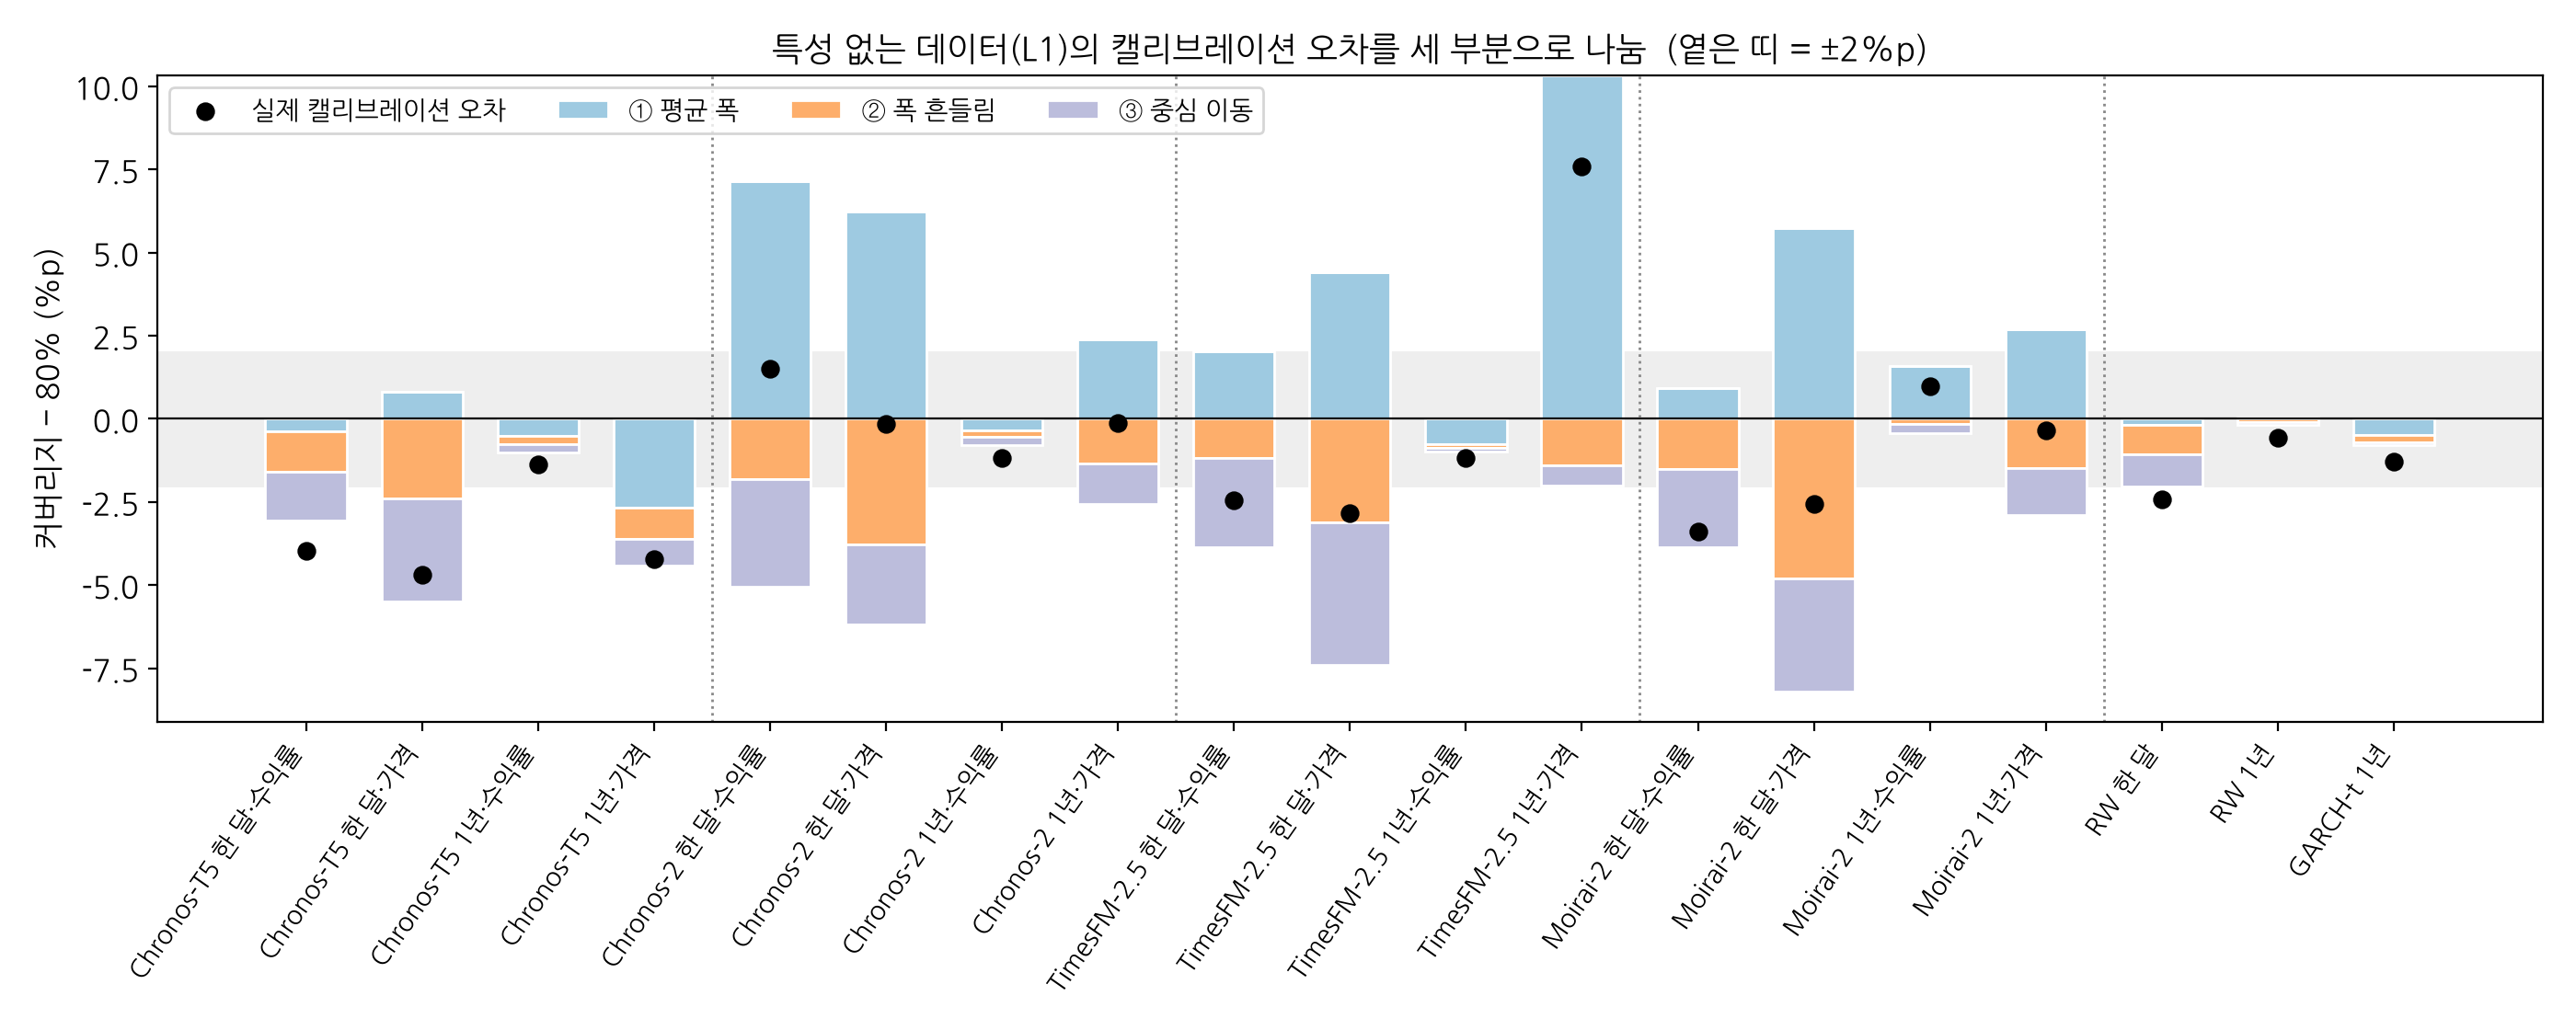 특성 없는 데이터(L1)의 캘리브레이션 오차를 세 부분으로 나눔 (옅은 띠 = ±2%p)
실제 캘리브레이션 오차
① 평균 폭
② 폭 흔들림
③ 중심 이동
커버리지 − 80% (%p)
10.0
7.5
5.0
2.5
0.0
-2.5
-5.0
-7.5
Chronos-T5 한 달·수익률
Chronos-T5 한 달·가격
Chronos-T5 1년·수익률
Chronos-T5 1년·가격
Chronos-2 한 달·수익률
Chronos-2 한 달·가격
Chronos-2 1년·수익률
Chronos-2 1년·가격
TimesFM-2.5 한 달·수익률
TimesFM-2.5 한 달·가격
TimesFM-2.5 1년·수익률
TimesFM-2.5 1년·가격
Moirai-2 한 달·수익률
Moirai-2 한 달·가격
Moirai-2 1년·수익률
Moirai-2 1년·가격
RW 한 달
RW 1년
GARCH-t 1년